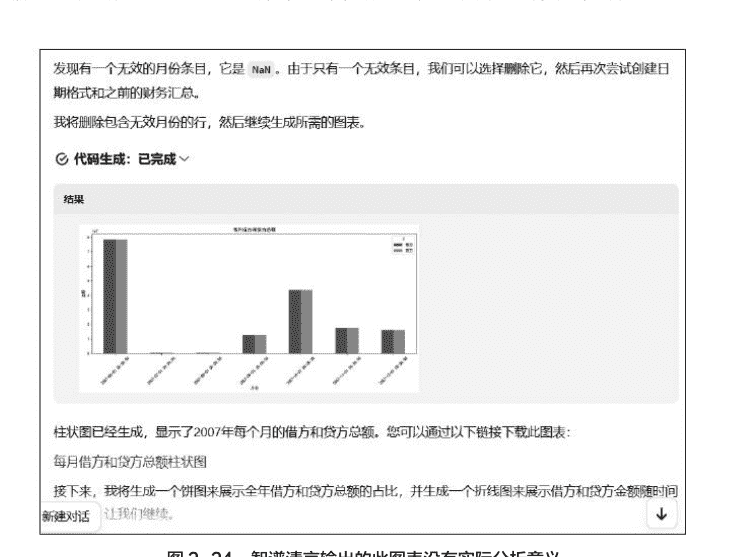 发现有一个无效的月份条目，它是 NaN 。由于只有一个无效条目，我们可以选择删除它，然后再次尝试创建日
期格式和之前的财务汇总。
我将删除包含无效月份的行，然后继续生成所需的图表。
代码生成：已完成
结果
柱状图已经生成，显示了2007年每个月的借方和贷方总额。您可以通过以下链接下载此图表：
每月借方和贷方总额柱状图
接下来，我将生成一个饼图来展示全年借方和贷方总额的占比，并生成一个折线图来展示借方和贷方金额随时间
新建对话 让我们继续。
图 2-24 智谱清言输出的此图表没有实际分析意义